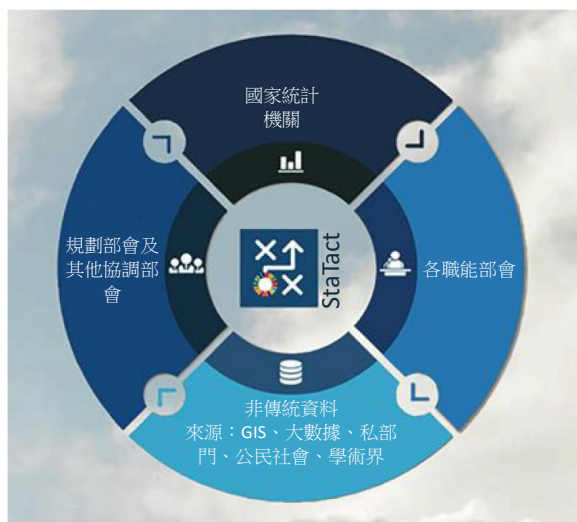 國家統計
機關
規劃部會及
其他協調部
會
StaTact
各職能部會
非傳統資料
來源：GIS、大數據、私部
門、公民社會、學術界